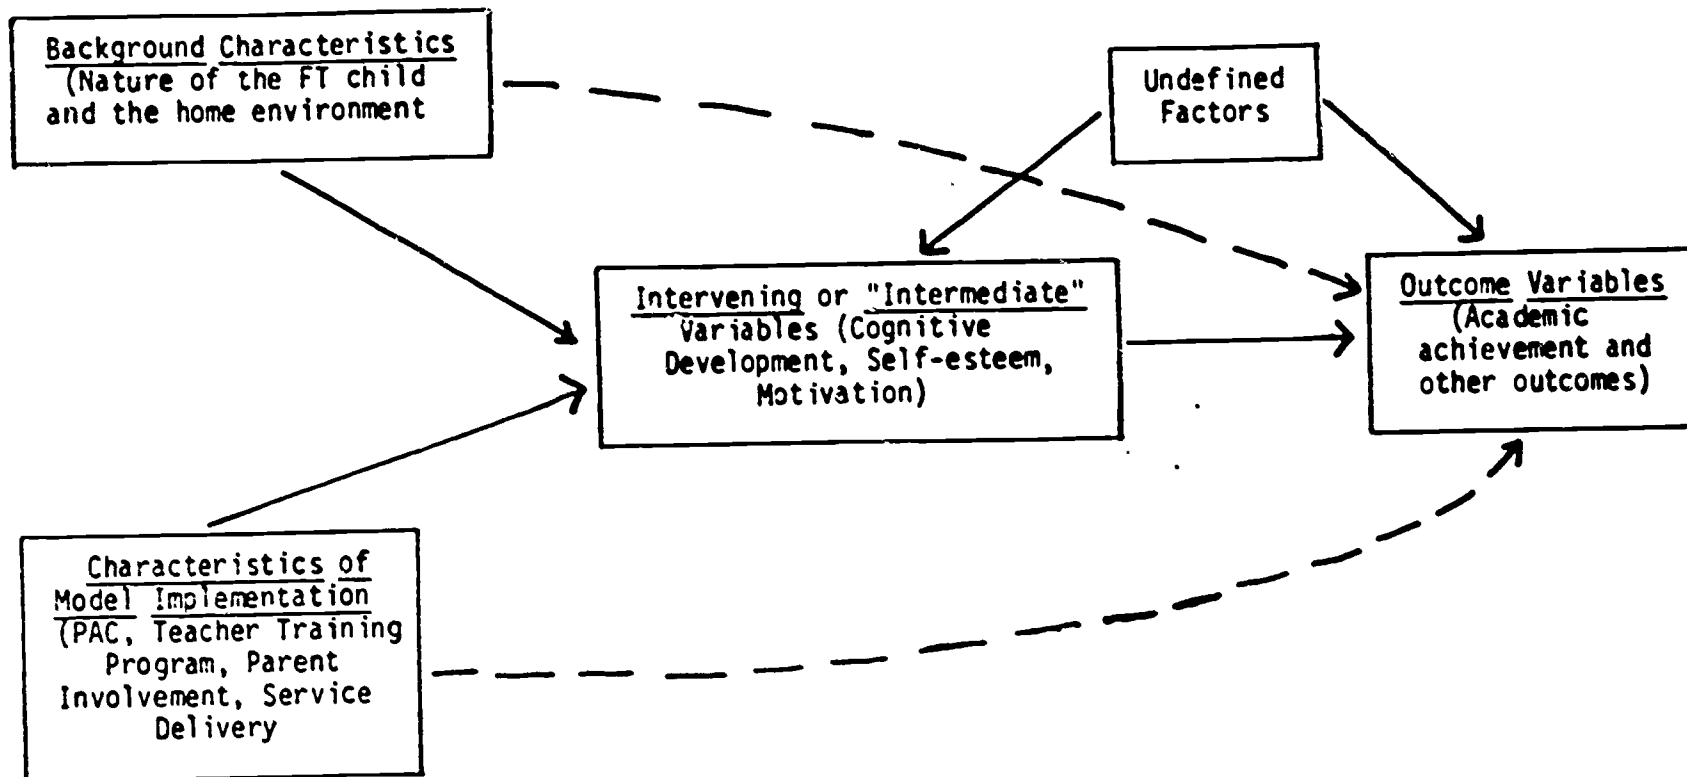 Background Characteristics
(Nature of the FT child
and the home environment
Undefined
Factors
Intervening or "Intermediate"
Variables (Cognitive
Development, Self-esteem,
Motivation)
Outcome Variables
(Academic
achievement and
other outcomes)
Characteristics of
Model Implementation
(PAC, Teacher Training
Program, Parent
Involvement, Service
Delivery